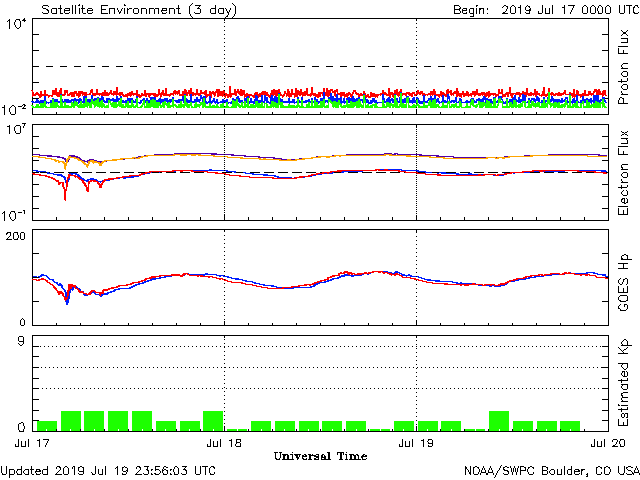 Satellite Environment (3 day) Begin: 2019 Jul 17 0000 UTC
10^4
10^-2
Proton Flux
10^7
10^-1
Electron Flux
200
0
GOES Hp
9
0
Estimated Kp
Jul 17 Jul 18 Jul 19 Jul 20
Universal Time
Updated 2019 Jul 19 23:56:03 UTC NOAA/SWPC Boulder, CO USA